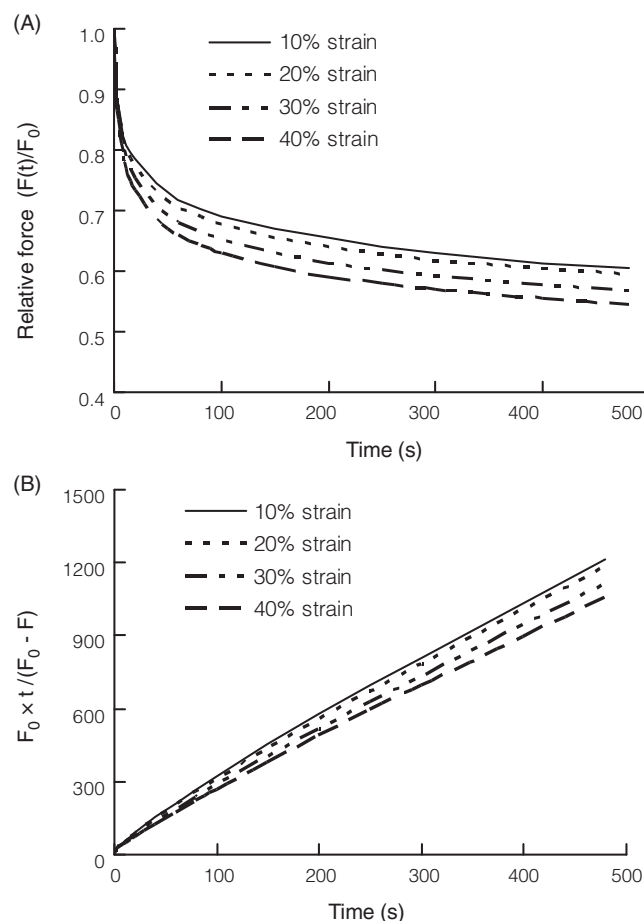 (A)
1.0
0.9
0.8
0.7
0.6
0.5
0.4
Relative force (F(t)/F₀)
10% strain
20% strain
30% strain
40% strain
0 100 200 300 400 500
Time (s)
(B)
1500
1200
900
600
300
0
F₀ × t /(F₀ - F)
10% strain
20% strain
30% strain
40% strain
0 100 200 300 400 500
Time (s)